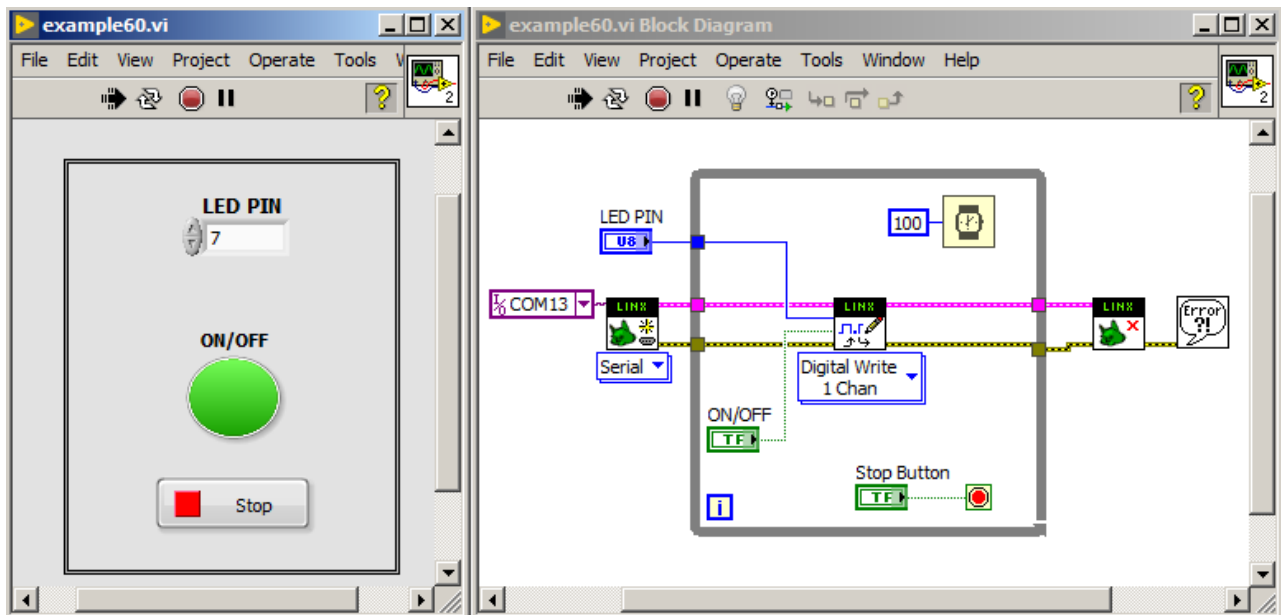 example60.vi
File Edit View Project Operate Tools
2
LED PIN
7
ON/OFF
Stop
example60.vi Block Diagram
File Edit View Project Operate Tools Window Help
2
LED PIN
U8
100
I/O COM13
LINX
LINX
LINX
Error
?!
Serial
Digital Write
1 Chan
ON/OFF
TF
Stop Button
TF
i